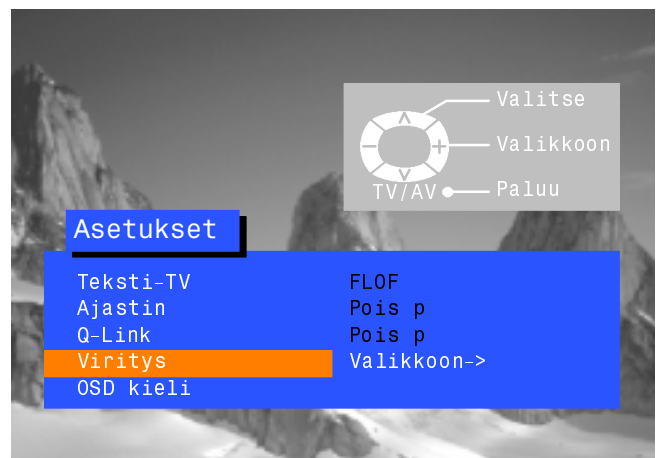 Valitse
Valikkoon
TV/AV Paluu
Asetukset
Teksti-TV FLOF
Ajastin Pois p
Q-Link Pois p
Viritys Valikkoon->
OSD kieli